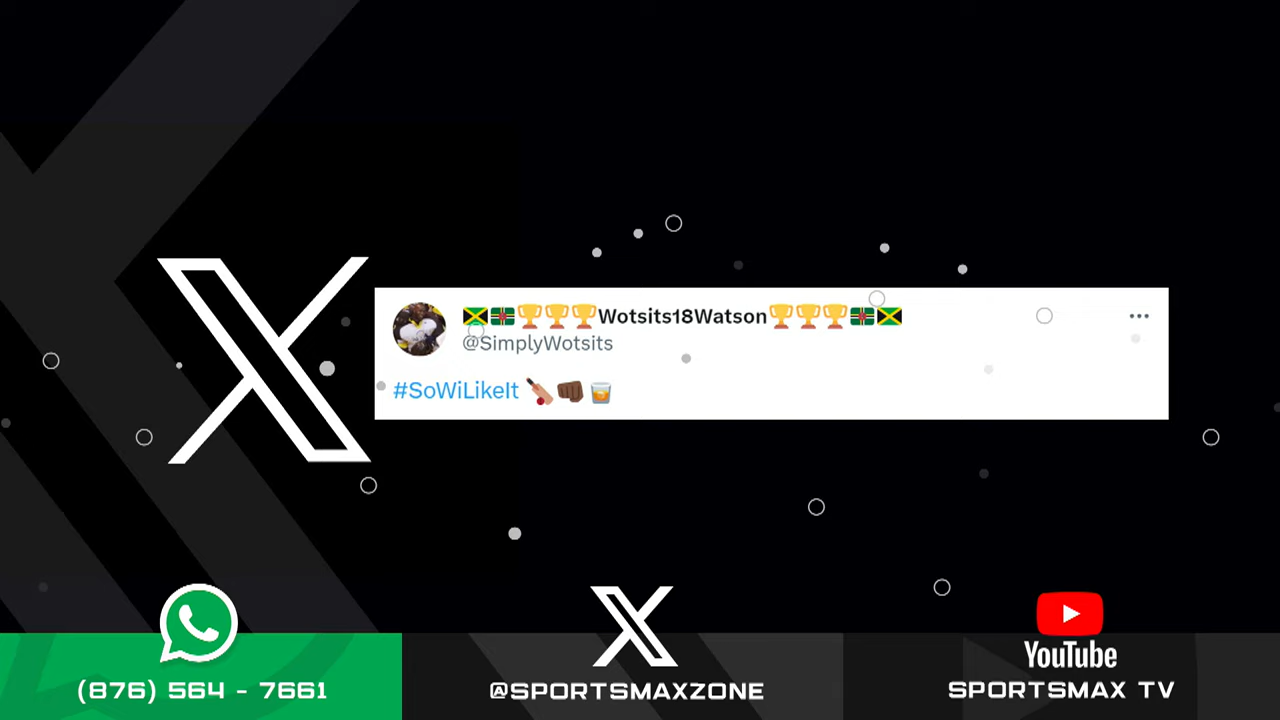 🇯🇲🇩🇲🏆🏆🏆Wotsits18Watson🏆🏆🏆🇩🇲🇯🇲
@SimplyWotsits
#SoWiLikeIt 🏏👊🏿🥃
(876) 564 - 7661
@SPORTSMAXZONE
YouTube
SPORTSMAX TV